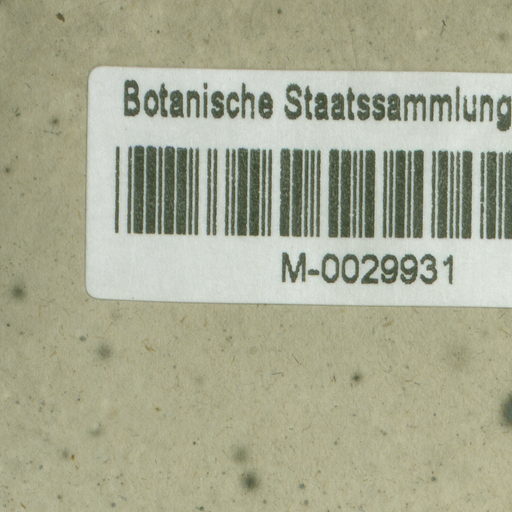 Botanische Staatssammlung
M-0029931